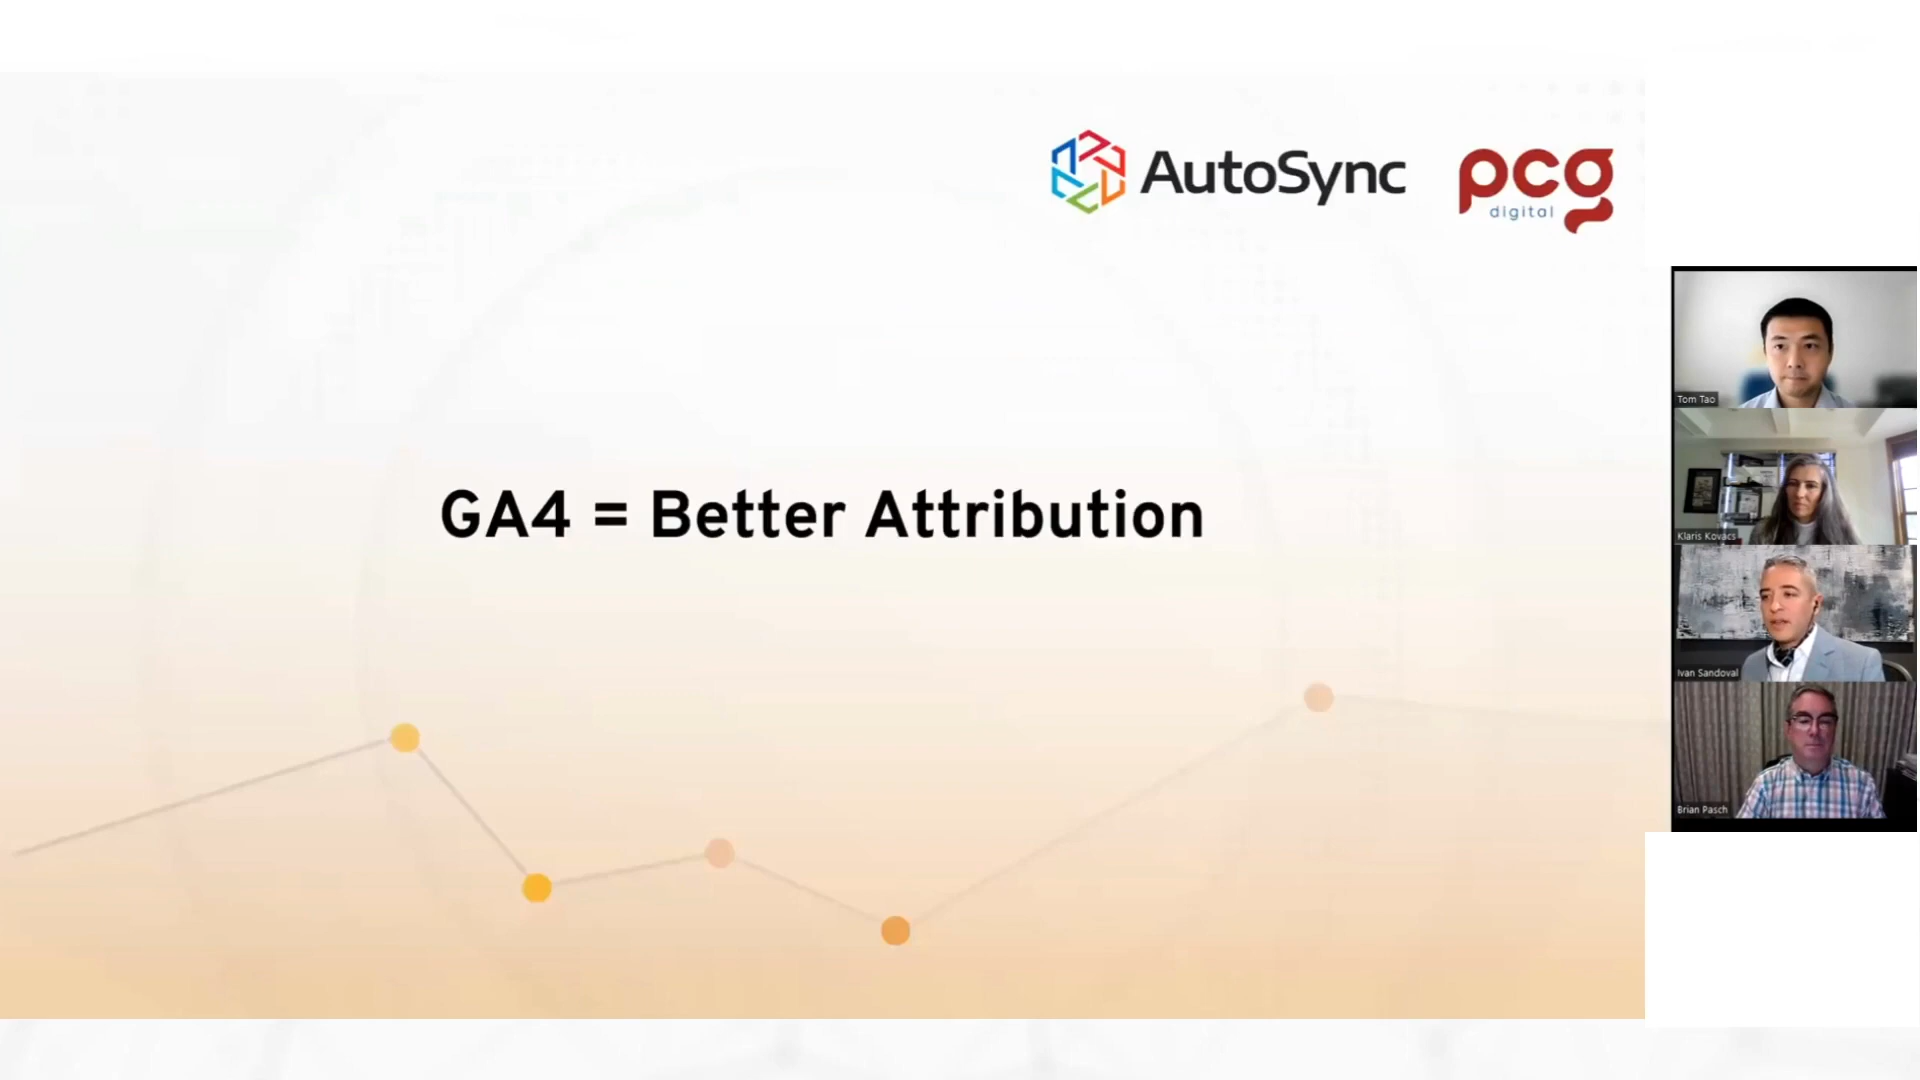 AutoSync
pcg
digital
GA4 = Better Attribution
Tom Tao
Klaris Kovacs
Ivan Sandoval
Brian Pasch